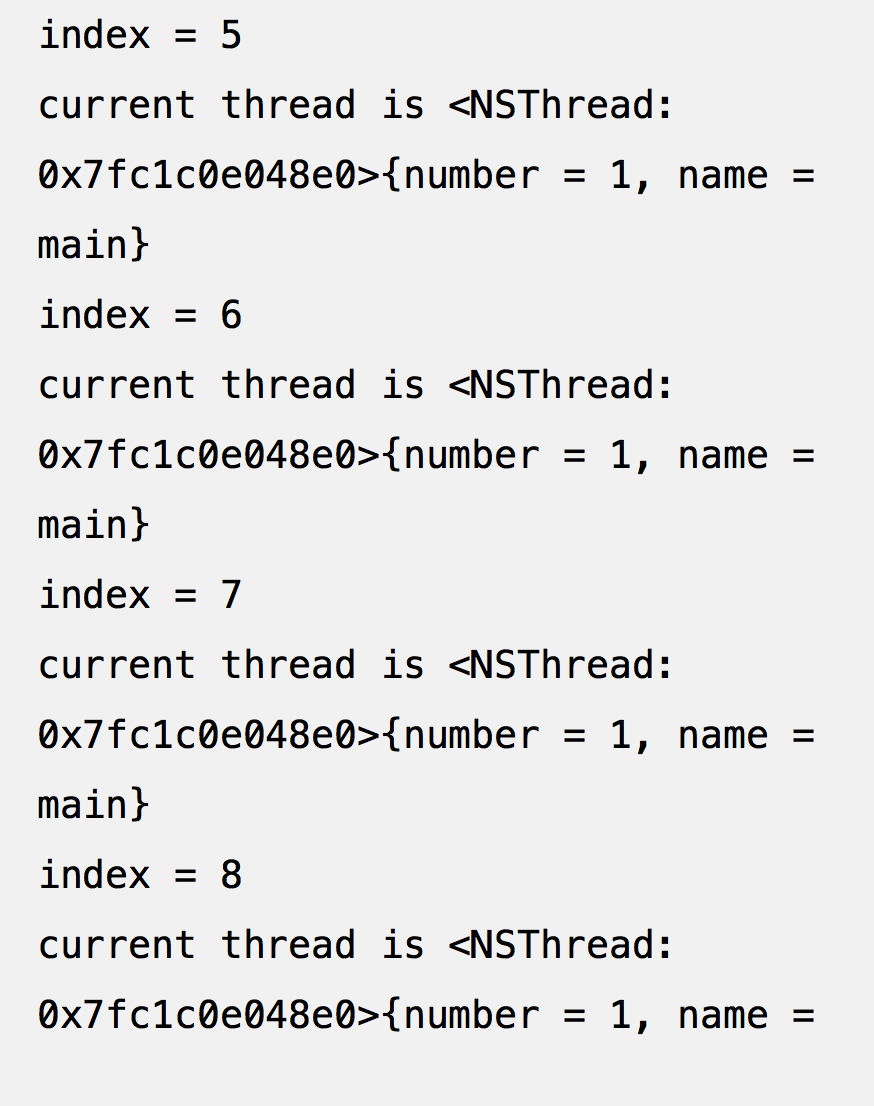 index = 5
current thread is <NSThread:
0x7fc1c0e048e0>{number = 1, name =
main}
index = 6
current thread is <NSThread:
0x7fc1c0e048e0>{number = 1, name =
main}
index = 7
current thread is <NSThread:
0x7fc1c0e048e0>{number = 1, name =
main}
index = 8
current thread is <NSThread:
0x7fc1c0e048e0>{number = 1, name =